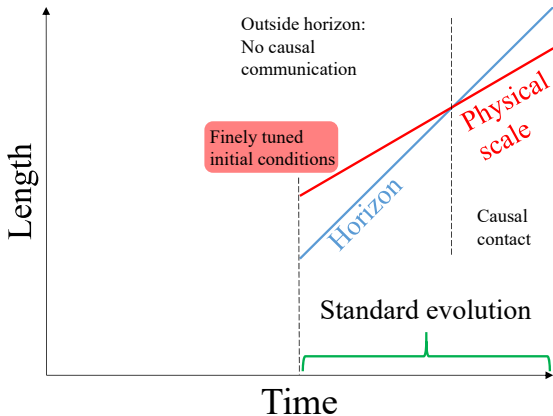 Outside horizon:
No causal
communication
Finely tuned
initial conditions
Physical
scale
Horizon
Causal
contact
Standard evolution
Length
Time